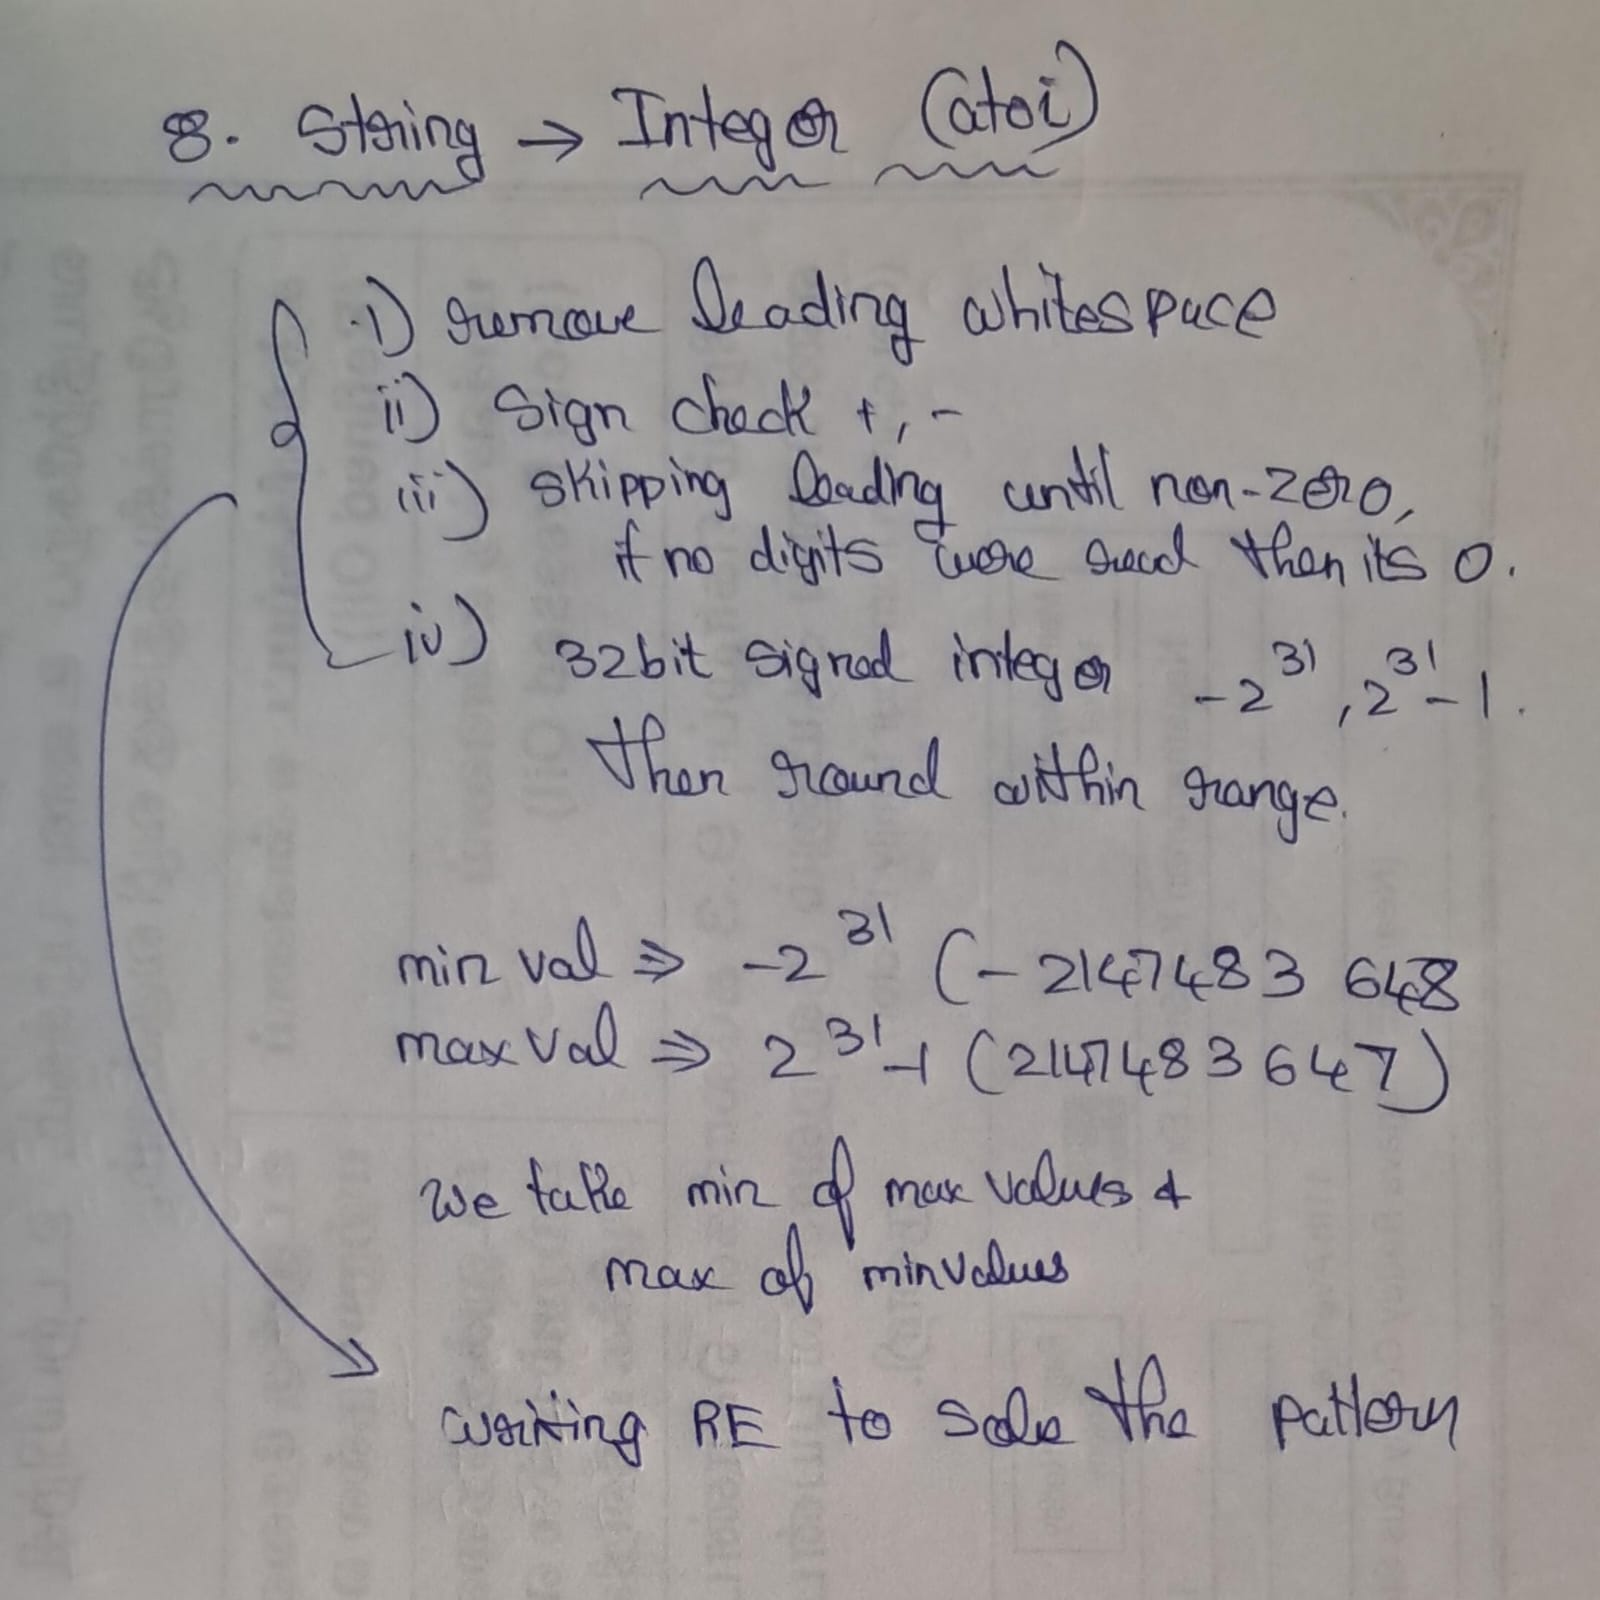 8. String → Integer (atoi)
i) remove leading whitespace
ii) Sign check +, -
iii) skipping leading until non-zero,
if no digits were read then its 0.
iv) 32bit signed integer -2^31, 2^31-1.
Then round within range.
min val ⇒ -2^31 (-2147483 648
max val ⇒ 2^31-1 (2147483647)
we take min of max values &
max of min values
writing RE to solve the pattern